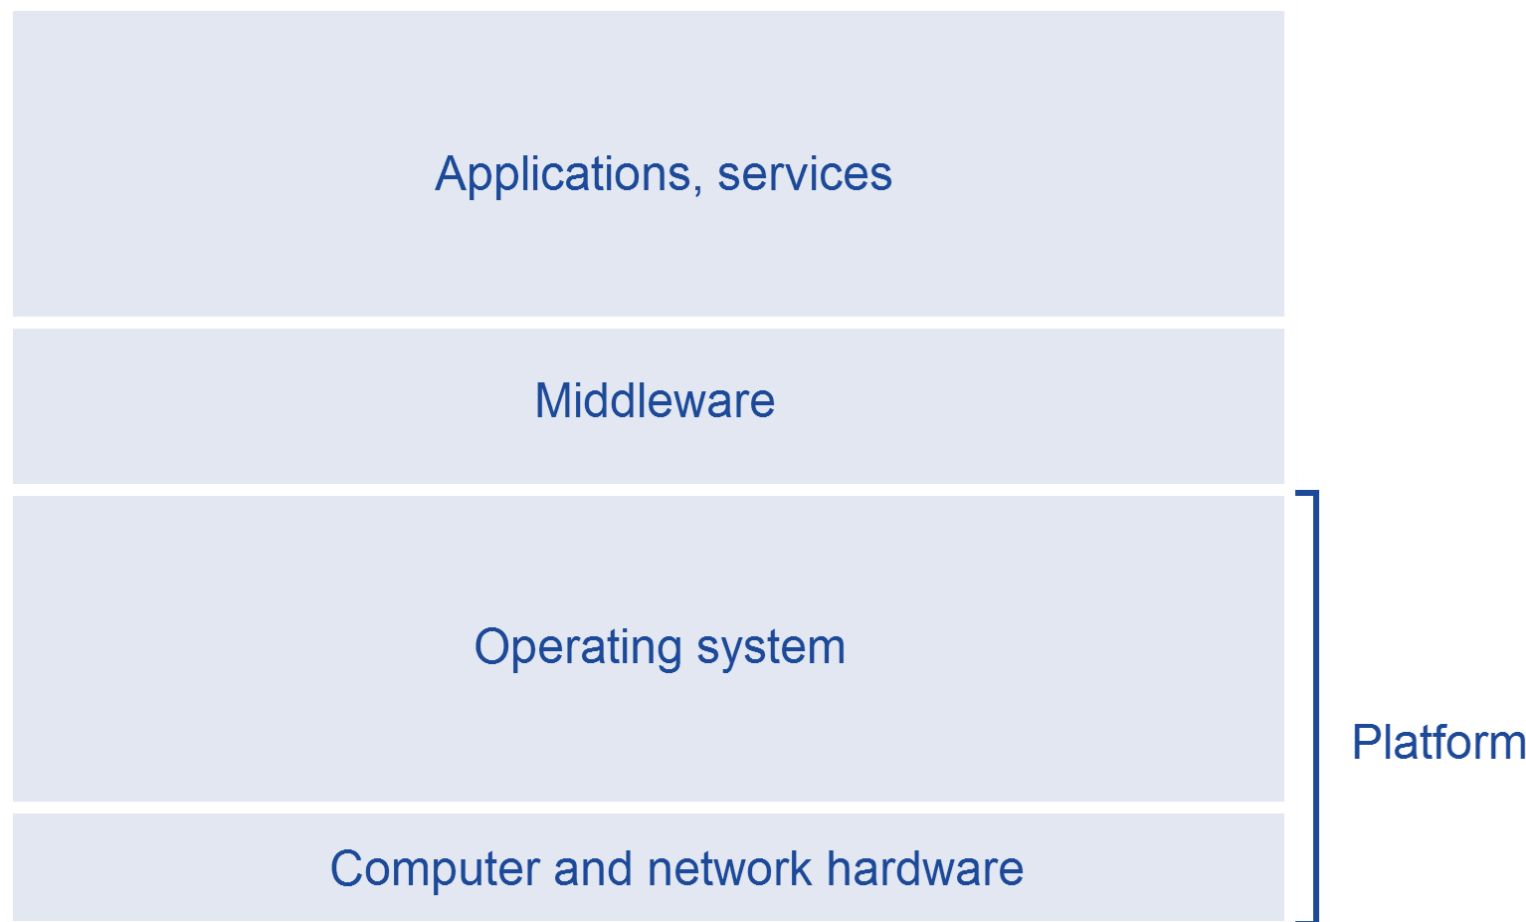 Applications, services
Middleware
Operating system
Platform
Computer and network hardware